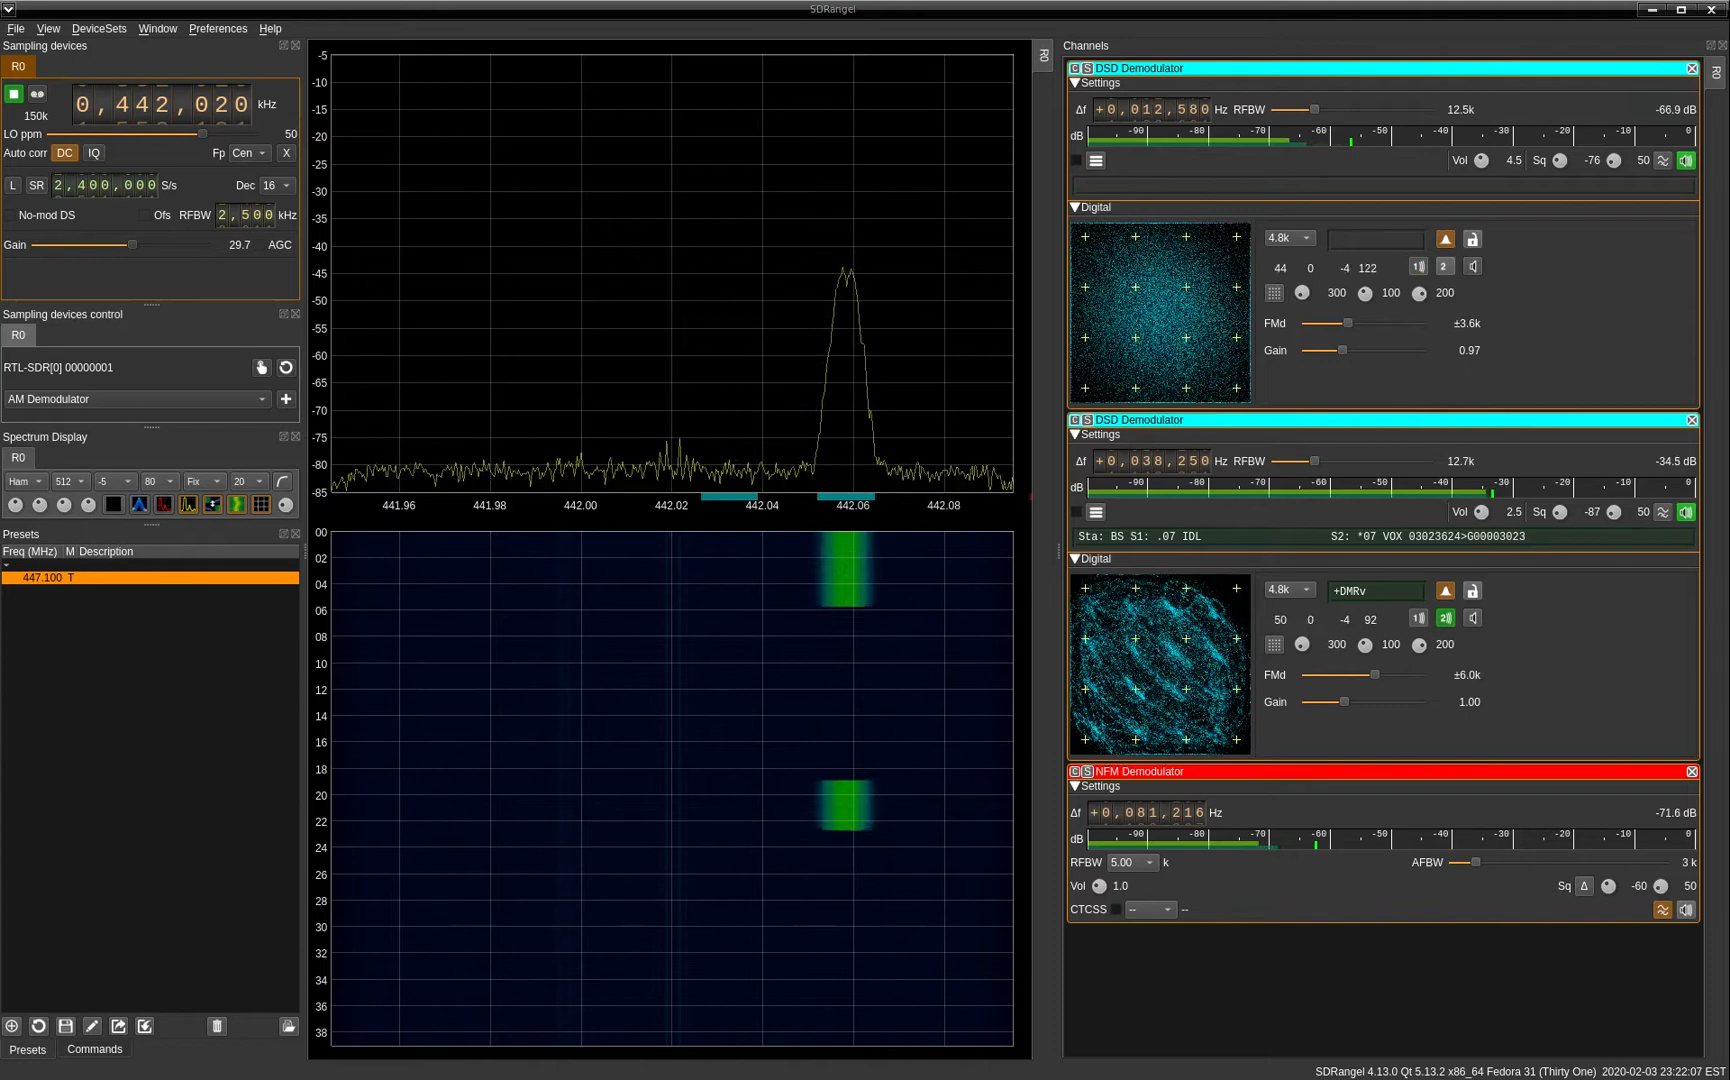 SDRangel
File View DeviceSets Window Preferences Help
Sampling devices
R0
0,442,020 kHz
150k
LO ppm 50
Auto corr DC IQ Fp Cen X
L SR 2,400,000 S/s Dec 16
No-mod DS Ofs RFBW 2,500 kHz
Gain 29.7 AGC
Sampling devices control
R0
RTL-SDR[0] 00000001
AM Demodulator
Spectrum Display
R0
Ham 512 -5 80 Fix 20
Presets
Freq (MHz) M Description
447.100 T
Presets Commands
R0
-5
-10
-15
-20
-25
-30
-35
-40
-45
-50
-55
-60
-65
-70
-75
-80
-85
441.96 441.98 442.00 442.02 442.04 442.06 442.08
00
02
04
06
08
10
12
14
16
18
20
22
24
26
28
30
32
34
36
38
Channels
R0
C S DSD Demodulator
Settings
Δf +0,012,580 Hz RFBW 12.5k -66.9 dB
dB -90 -80 -70 -60 -50 -40 -30 -20 -10 0
Vol 4.5 Sq -76 50
Digital
4.8k
44 0 -4 122 1 2
300 100 200
FMd ±3.6k
Gain 0.97
C S DSD Demodulator
Settings
Δf +0,038,250 Hz RFBW 12.7k -34.5 dB
dB -90 -80 -70 -60 -50 -40 -30 -20 -10 0
Vol 2.5 Sq -87 50
Sta: BS S1: .07 IDL S2: *07 VOX 03023624>G00003023
Digital
4.8k +DMRv
50 0 -4 92 1 2
300 100 200
FMd ±6.0k
Gain 1.00
C S NFM Demodulator
Settings
Δf +0,081,216 Hz -71.6 dB
dB -90 -80 -70 -60 -50 -40 -30 -20 -10 0
RFBW 5.00 k AFBW 3 k
Vol 1.0 Sq Δ -60 50
CTCSS -- --
SDRangel 4.13.0 Qt 5.13.2 x86_64 Fedora 31 (Thirty One) 2020-02-03 23:22:07 EST